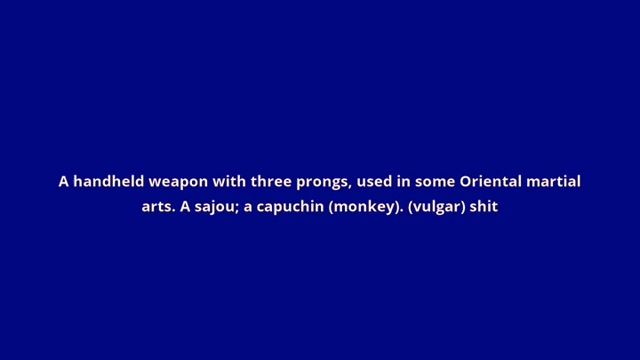 A handheld weapon with three prongs, used in some Oriental martial
arts. A sajou; a capuchin (monkey). (vulgar) shit